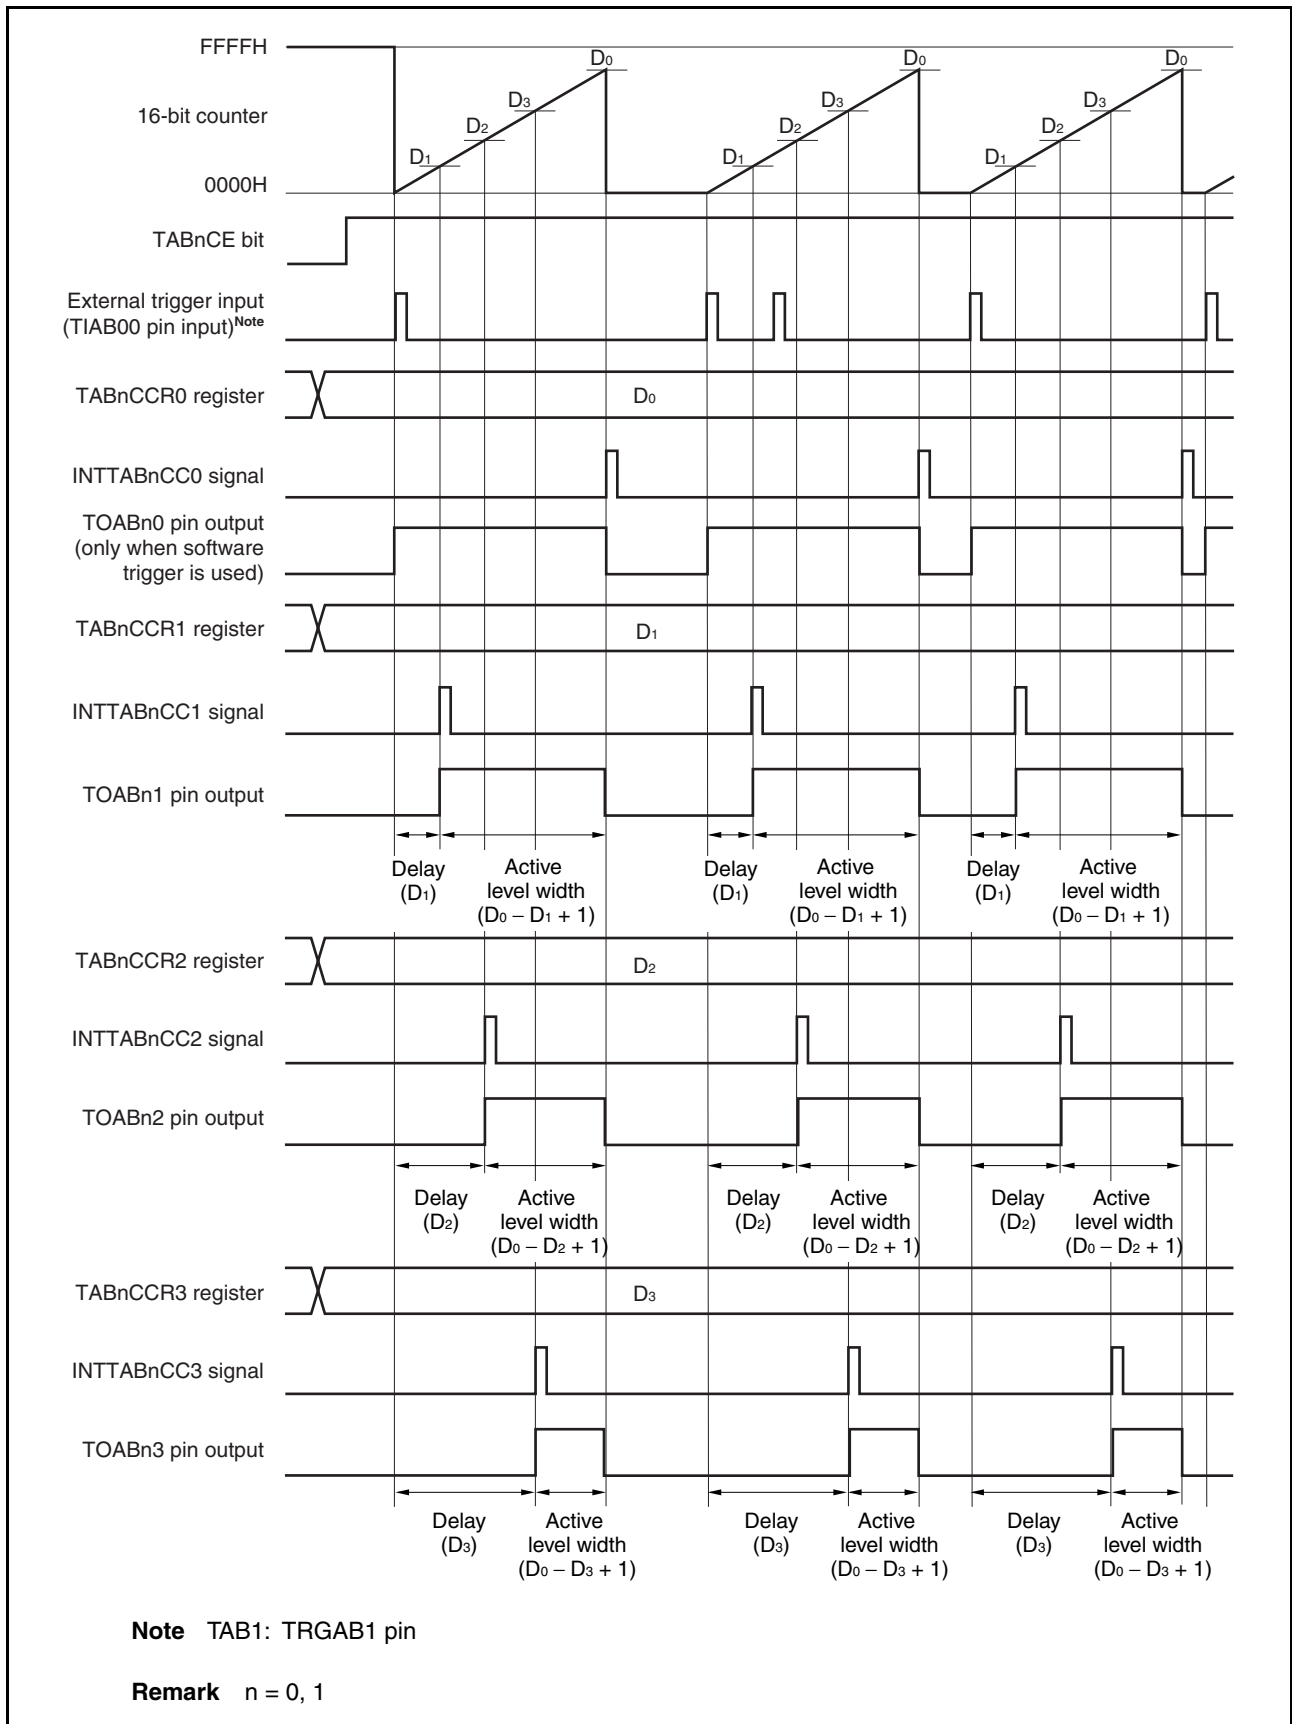 FFFFH
D0 D0 D0
D3 D3 D3
16-bit counter
D2 D2 D2
D1 D1 D1
0000H
TABnCE bit
External trigger input
(TIAB00 pin input)Note
TABnCCR0 register D0
INTTABnCC0 signal
TOABn0 pin output
(only when software
trigger is used)
TABnCCR1 register D1
INTTABnCC1 signal
TOABn1 pin output
Delay Active Delay Active Delay Active
(D1) level width (D1) level width (D1) level width
(D0 – D1 + 1) (D0 – D1 + 1) (D0 – D1 + 1)
TABnCCR2 register D2
INTTABnCC2 signal
TOABn2 pin output
Delay Active Delay Active Delay Active
(D2) level width (D2) level width (D2) level width
(D0 – D2 + 1) (D0 – D2 + 1) (D0 – D2 + 1)
TABnCCR3 register D3
INTTABnCC3 signal
TOABn3 pin output
Delay Active Delay Active Delay Active
(D3) level width (D3) level width (D3) level width
(D0 – D3 + 1) (D0 – D3 + 1) (D0 – D3 + 1)
Note TAB1: TRGAB1 pin
Remark n = 0, 1